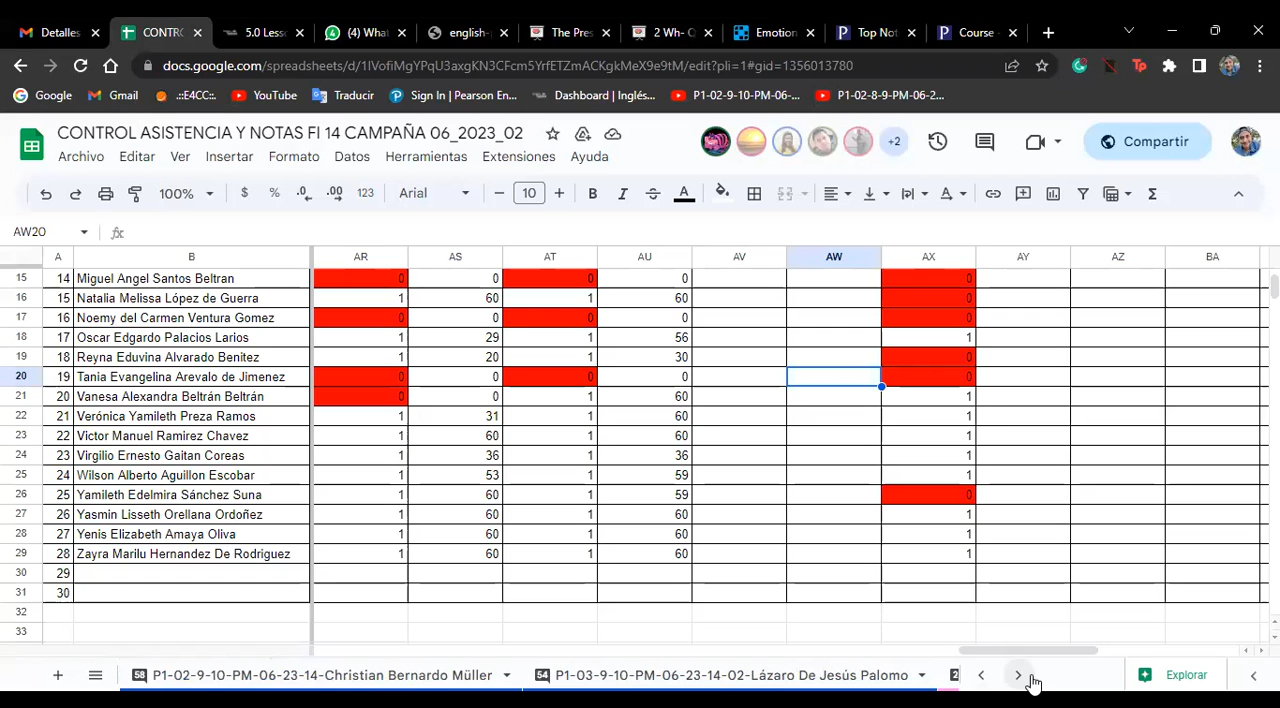 Detalles
CONTRO
5.0 Less
(4) What
english-
The Pres
2 Wh- Q
Emotion
Top Not
Course -
docs.google.com/spreadsheets/d/1IVofiMgYPqU3axgKN3CFcm5YrfETZmACKgkMeX9e9tM/edit?pli=1#gid=1356013780
Google
Gmail
.::E4CC::.
YouTube
Traducir
Sign In | Pearson En...
Dashboard | Inglés...
P1-02-9-10-PM-06-...
P1-02-8-9-PM-06-2...
CONTROL ASISTENCIA Y NOTAS FI 14 CAMPAÑA 06_2023_02
+2
Compartir
Archivo Editar Ver Insertar Formato Datos Herramientas Extensiones Ayuda
100% $ % .0 .00 123 Arial 10 B I A Σ
AW20 fx
A B AR AS AT AU AV AW AX AY AZ BA
15 14 Miguel Angel Santos Beltran 0 0 0 0 0
16 15 Natalia Melissa López de Guerra 1 60 1 60 0
17 16 Noemy del Carmen Ventura Gomez 0 0 0 0 0
18 17 Oscar Edgardo Palacios Larios 1 29 1 56 1
19 18 Reyna Eduvina Alvarado Benitez 1 20 1 30 0
20 19 Tania Evangelina Arevalo de Jimenez 0 0 0 0 0
21 20 Vanesa Alexandra Beltrán Beltrán 0 0 1 60 1
22 21 Verónica Yamileth Preza Ramos 1 31 1 60 1
23 22 Victor Manuel Ramirez Chavez 1 60 1 60 1
24 23 Virgilio Ernesto Gaitan Coreas 1 36 1 36 1
25 24 Wilson Alberto Aguillon Escobar 1 53 1 59 1
26 25 Yamileth Edelmira Sánchez Suna 1 60 1 59 0
27 26 Yasmin Lisseth Orellana Ordoñez 1 60 1 60 1
28 27 Yenis Elizabeth Amaya Oliva 1 60 1 60 1
29 28 Zayra Marilu Hernandez De Rodriguez 1 60 1 60 1
30 29
31 30
32
33
58 P1-02-9-10-PM-06-23-14-Christian Bernardo Müller
54 P1-03-9-10-PM-06-23-14-02-Lázaro De Jesús Palomo
2
Explorar